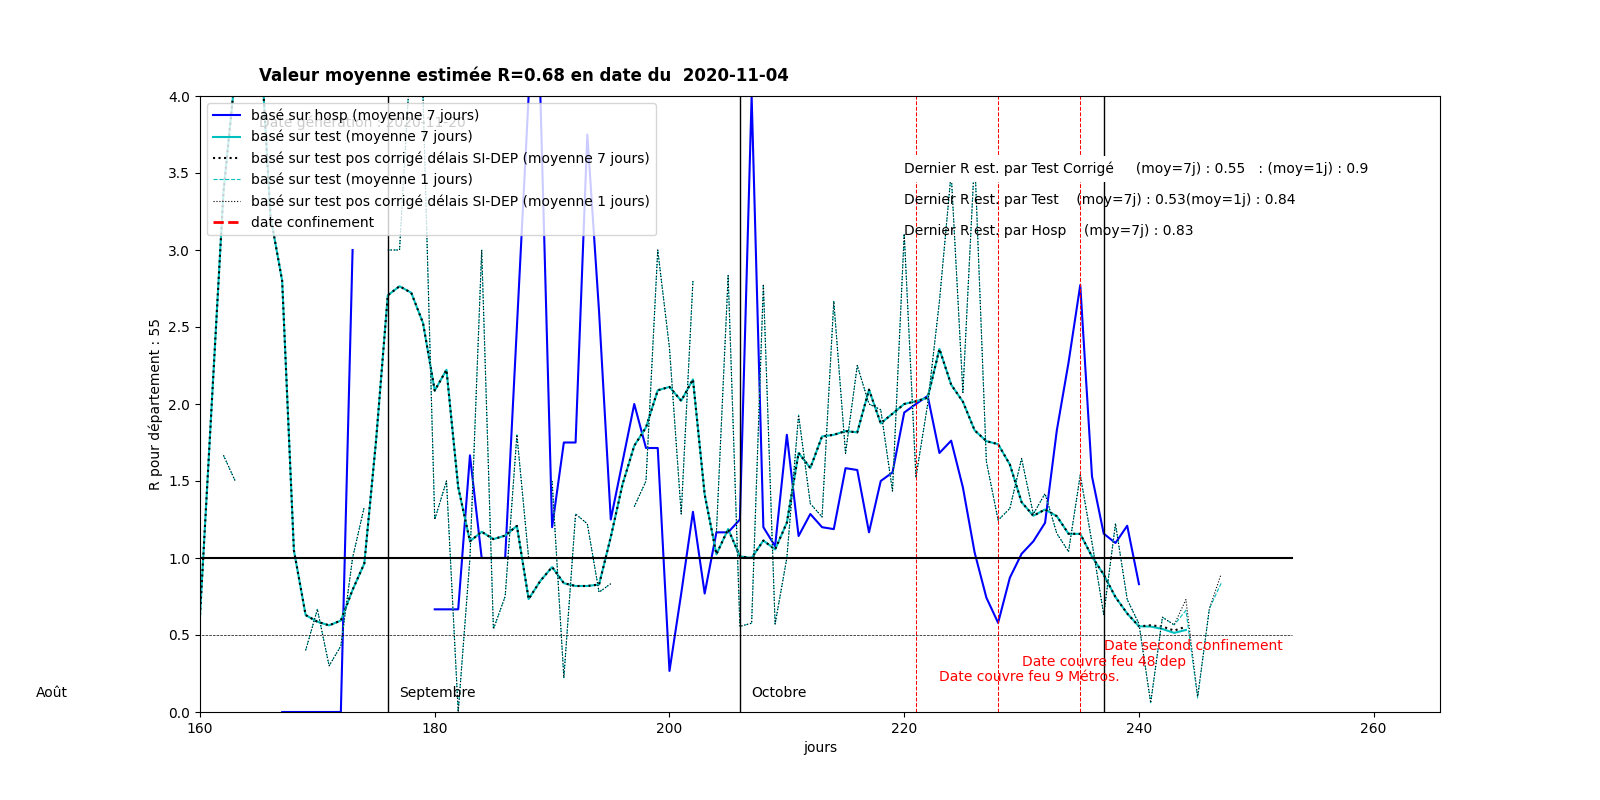 Valeur moyenne estimée R=0.68 en date du  2020-11-04
4.0
3.5
3.0
2.5
2.0
1.5
1.0
0.5
0.0
R pour département : 55
basé sur hosp (moyenne 7 jours)
Date génération : 2020-11-20
basé sur test (moyenne 7 jours)
basé sur test pos corrigé délais SI-DEP (moyenne 7 jours)
basé sur test (moyenne 1 jours)
basé sur test pos corrigé délais SI-DEP (moyenne 1 jours)
date confinement
Dernier R est. par Test Corrigé     (moy=7j) : 0.55   : (moy=1j) : 0.9
Dernier R est. par Test    (moy=7j) : 0.53(moy=1j) : 0.84
Dernier R est. par Hosp    (moy=7j) : 0.83
Date second confinement
Date couvre feu 48 dep
Date couvre feu 9 Métros.
Août
Septembre
Octobre
160 180 200 220 240 260
jours